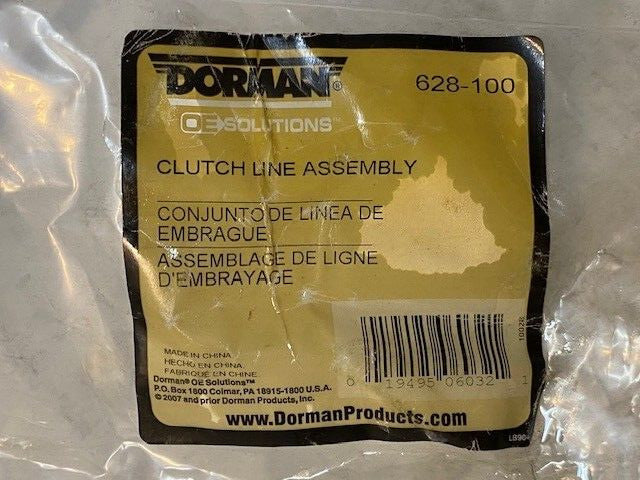 DORMAN®
628-100
OE SOLUTIONS™
CLUTCH LINE ASSEMBLY
CONJUNTO DE LINEA DE
EMBRAGUE
ASSEMBLAGE DE LIGNE
D'EMBRAYAGE
MADE IN CHINA
HECHO EN CHINA
FABRIQUÉ EN CHINE
Dorman® OE Solutions™
P.O. Box 1800 Colmar, PA 18915-1800 U.S.A.
© 2007 and prior Dorman Products, Inc.
10028
0 19495 06032 1
www.DormanProducts.com